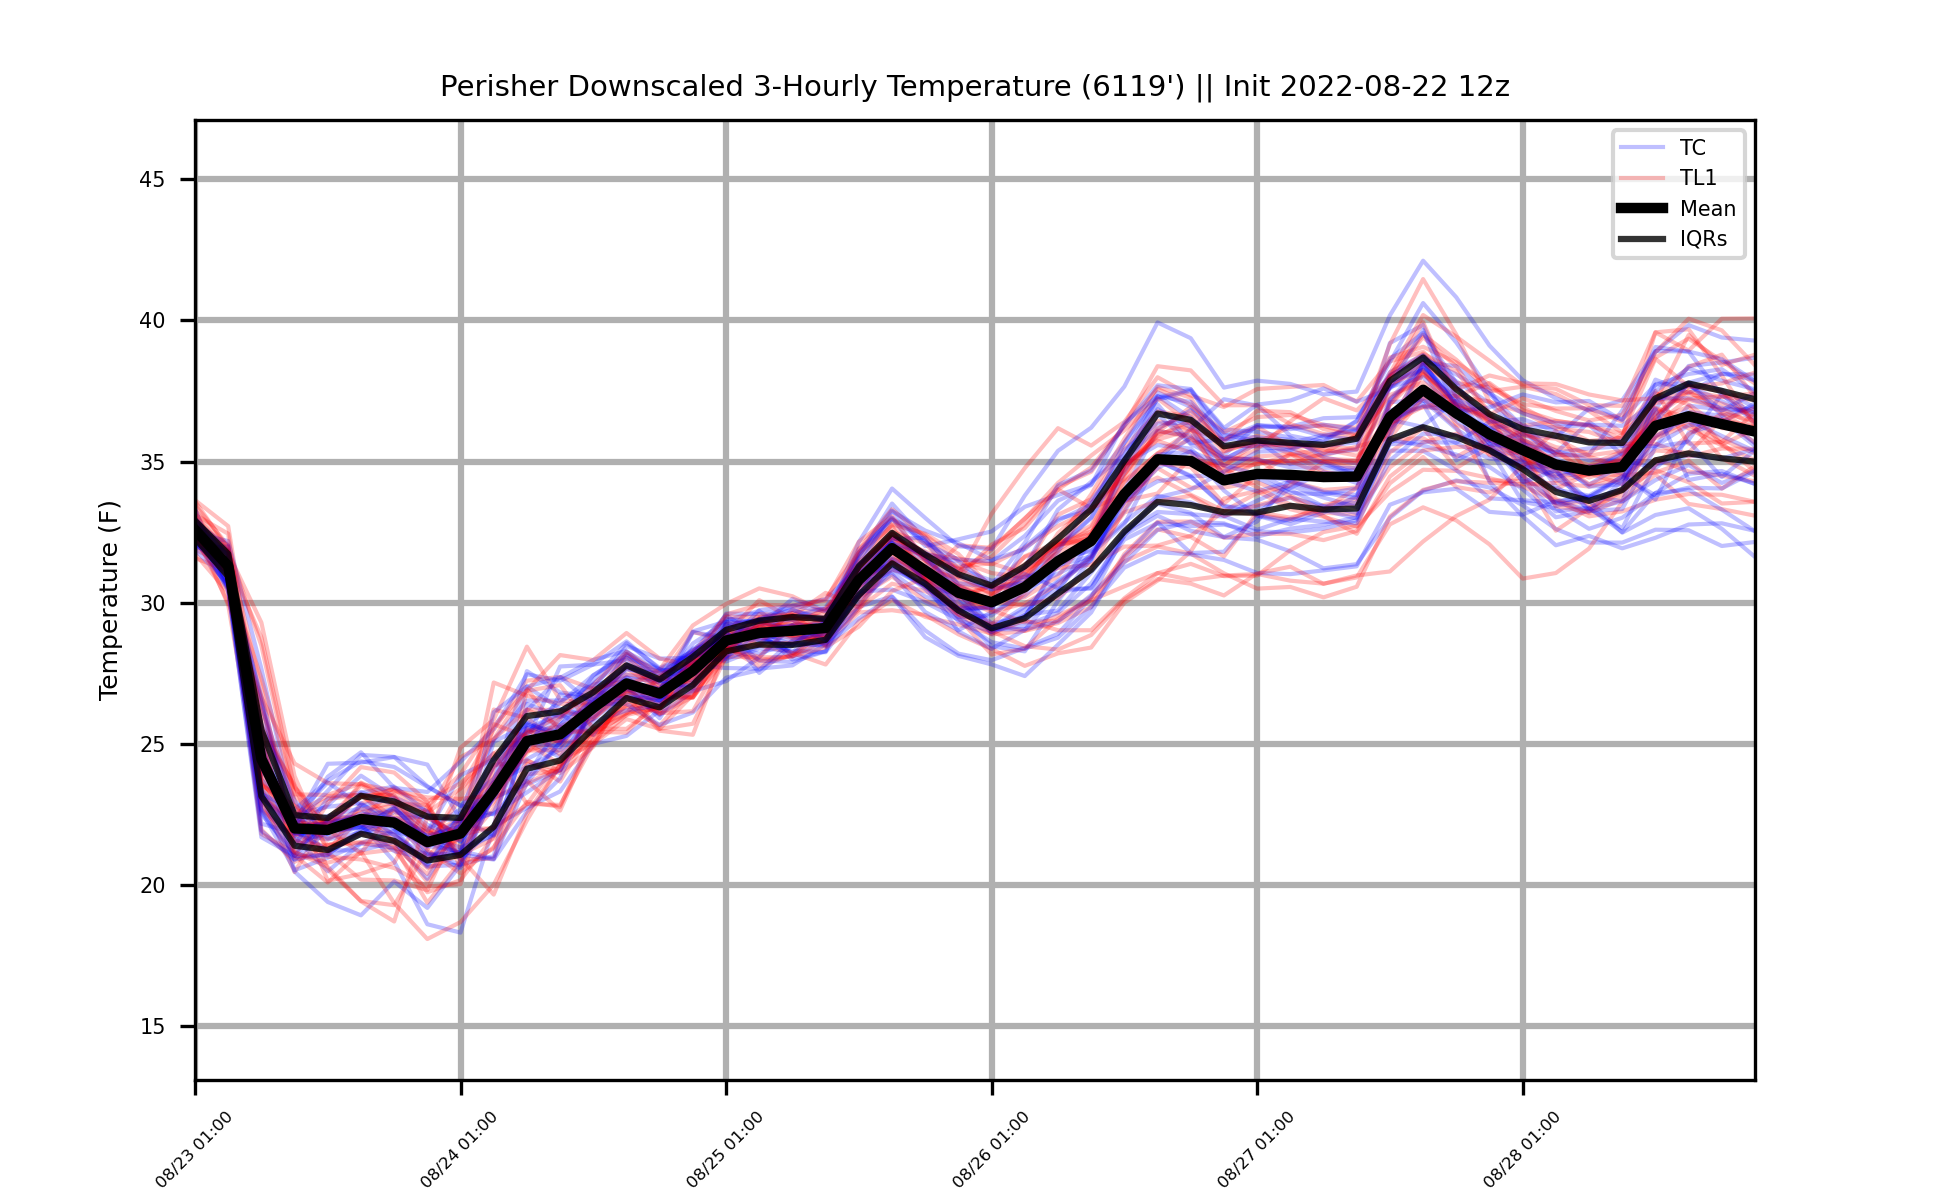 Perisher Downscaled 3-Hourly Temperature (6119') || Init 2022-08-22 12z
TC
TL1
Mean
IQRs
Temperature (F)
45
40
35
30
25
20
15
08/23 01:00
08/24 01:00
08/25 01:00
08/26 01:00
08/27 01:00
08/28 01:00